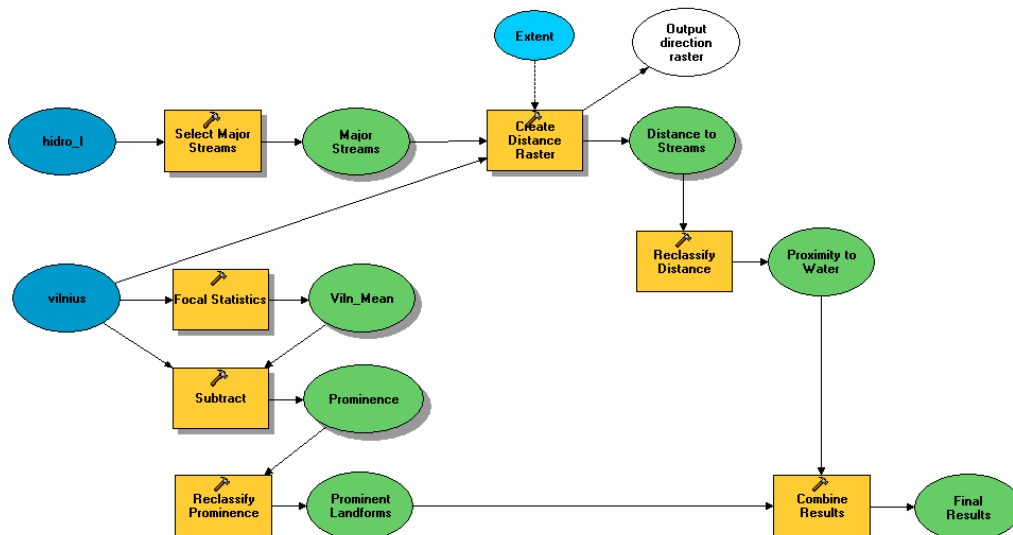 Extent
Output
direction
raster
hidro_l
Select Major
Streams
Major
Streams
Create
Distance
Raster
Distance to
Streams
Reclassify
Distance
Proximity to
Water
vilnius
Focal Statistics
Viln_Mean
Subtract
Prominence
Reclassify
Prominence
Prominent
Landforms
Combine
Results
Final
Results